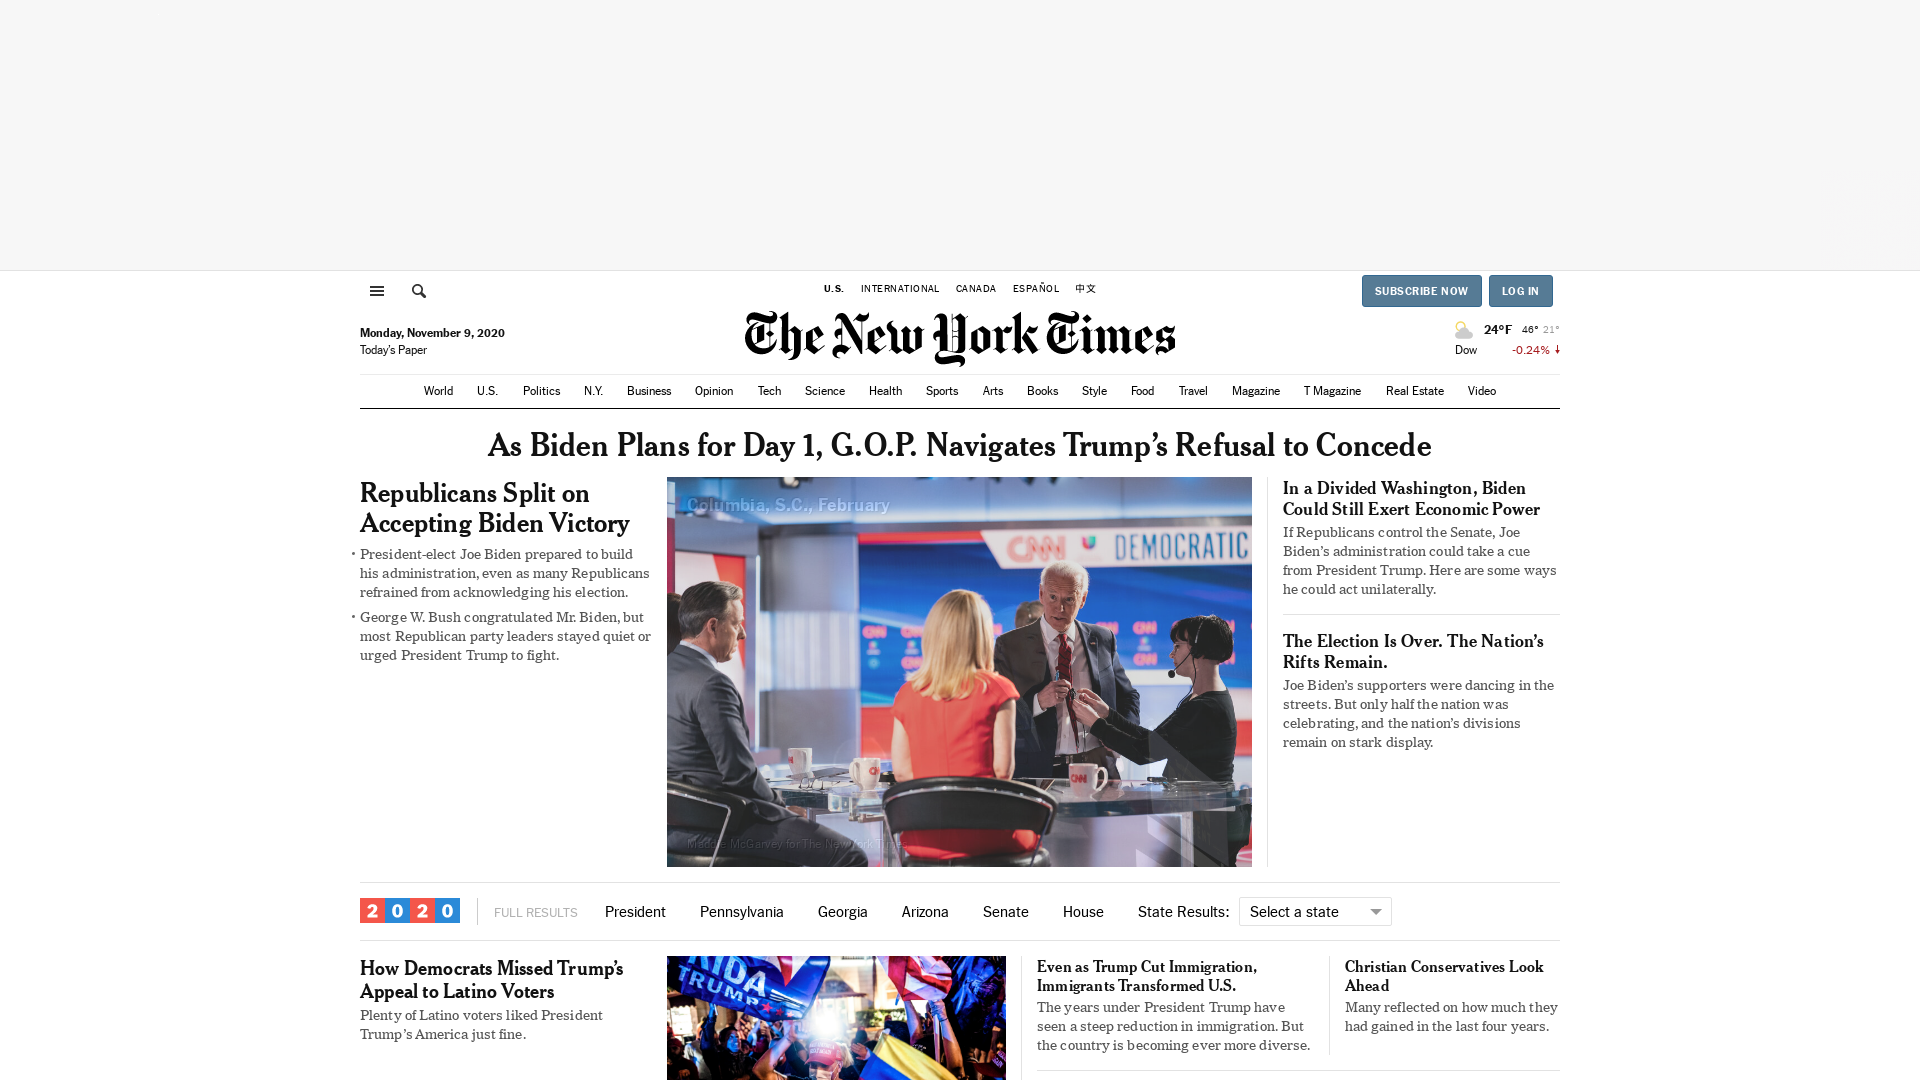 U.S. INTERNATIONAL CANADA ESPAÑOL 中文
SUBSCRIBE NOW LOG IN
Monday, November 9, 2020
Today's Paper
The New York Times
24°F 46° 21°
Dow -0.24%
World U.S. Politics N.Y. Business Opinion Tech Science Health Sports Arts Books Style Food Travel Magazine T Magazine Real Estate Video
As Biden Plans for Day 1, G.O.P. Navigates Trump's Refusal to Concede
Republicans Split on
Accepting Biden Victory
President-elect Joe Biden prepared to build
his administration, even as many Republicans
refrained from acknowledging his election.
George W. Bush congratulated Mr. Biden, but
most Republican party leaders stayed quiet or
urged President Trump to fight.
Columbia, S.C., February
CNN DEMOCRATIC
CNN
CNN
CNN
CNN
CNN
CNN
Maddie McGarvey for The New York Times
In a Divided Washington, Biden
Could Still Exert Economic Power
If Republicans control the Senate, Joe
Biden's administration could take a cue
from President Trump. Here are some ways
he could act unilaterally.
The Election Is Over. The Nation's
Rifts Remain.
Joe Biden's supporters were dancing in the
streets. But only half the nation was
celebrating, and the nation's divisions
remain on stark display.
2020 FULL RESULTS President Pennsylvania Georgia Arizona Senate House State Results: Select a state
How Democrats Missed Trump's
Appeal to Latino Voters
Plenty of Latino voters liked President
Trump's America just fine.
TRUMP
Even as Trump Cut Immigration,
Immigrants Transformed U.S.
The years under President Trump have
seen a steep reduction in immigration. But
the country is becoming ever more diverse.
Christian Conservatives Look
Ahead
Many reflected on how much they
had gained in the last four years.